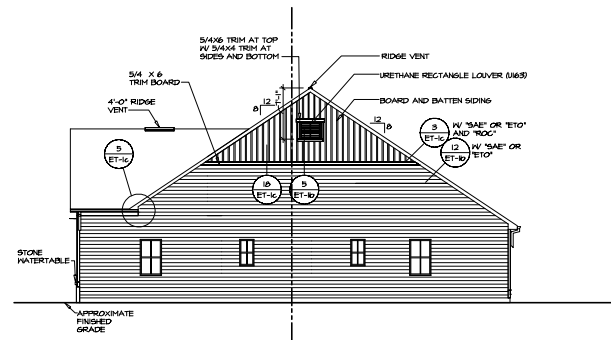 5/4X6 TRIM AT TOP
W/ 5/4X4 TRIM AT
SIDES AND BOTTOM
RIDGE VENT
5/4 X 6
TRIM BOARD
URETHANE RECTANGLE LOUVER (U163)
4'-0" RIDGE
VENT
12
8
BOARD AND BATTEN SIDING
12
8
3
ET-1c
W/ "SAE" OR "ETO"
AND "ROC"
5
ET-1c
12
ET-1b
W/ "SAE" OR
"ETO"
18
ET-1c
5
ET-1b
STONE
WATERTABLE
APPROXIMATE
FINISHED
GRADE